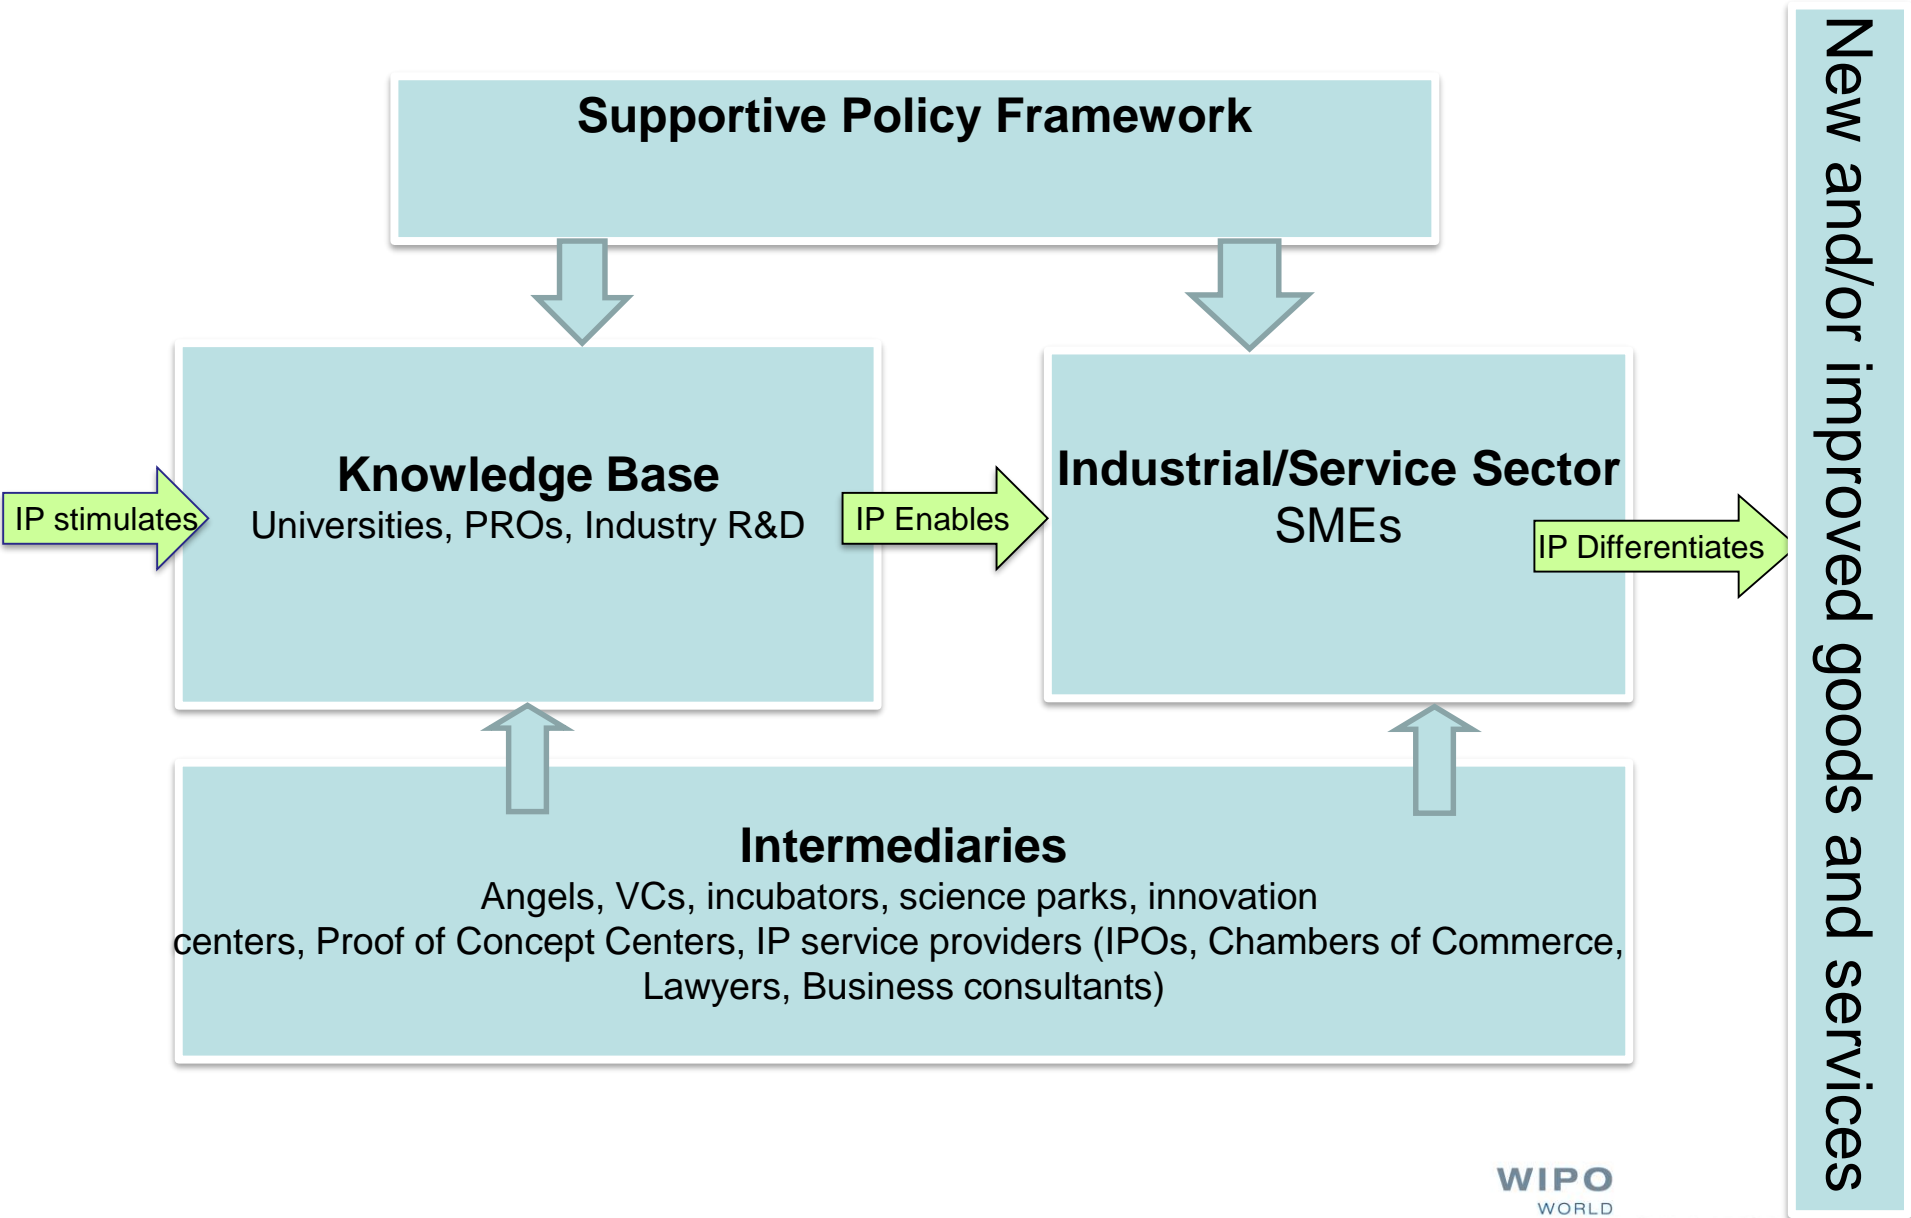 Supportive Policy Framework
Knowledge Base
Universities, PROs, Industry R&D
Industrial/Service Sector
SMEs
IP stimulates
IP Enables
IP Differentiates
Intermediaries
Angels, VCs, incubators, science parks, innovation
centers, Proof of Concept Centers, IP service providers (IPOs, Chambers of Commerce,
Lawyers, Business consultants)
New and/or improved goods and services
WIPO
WORLD